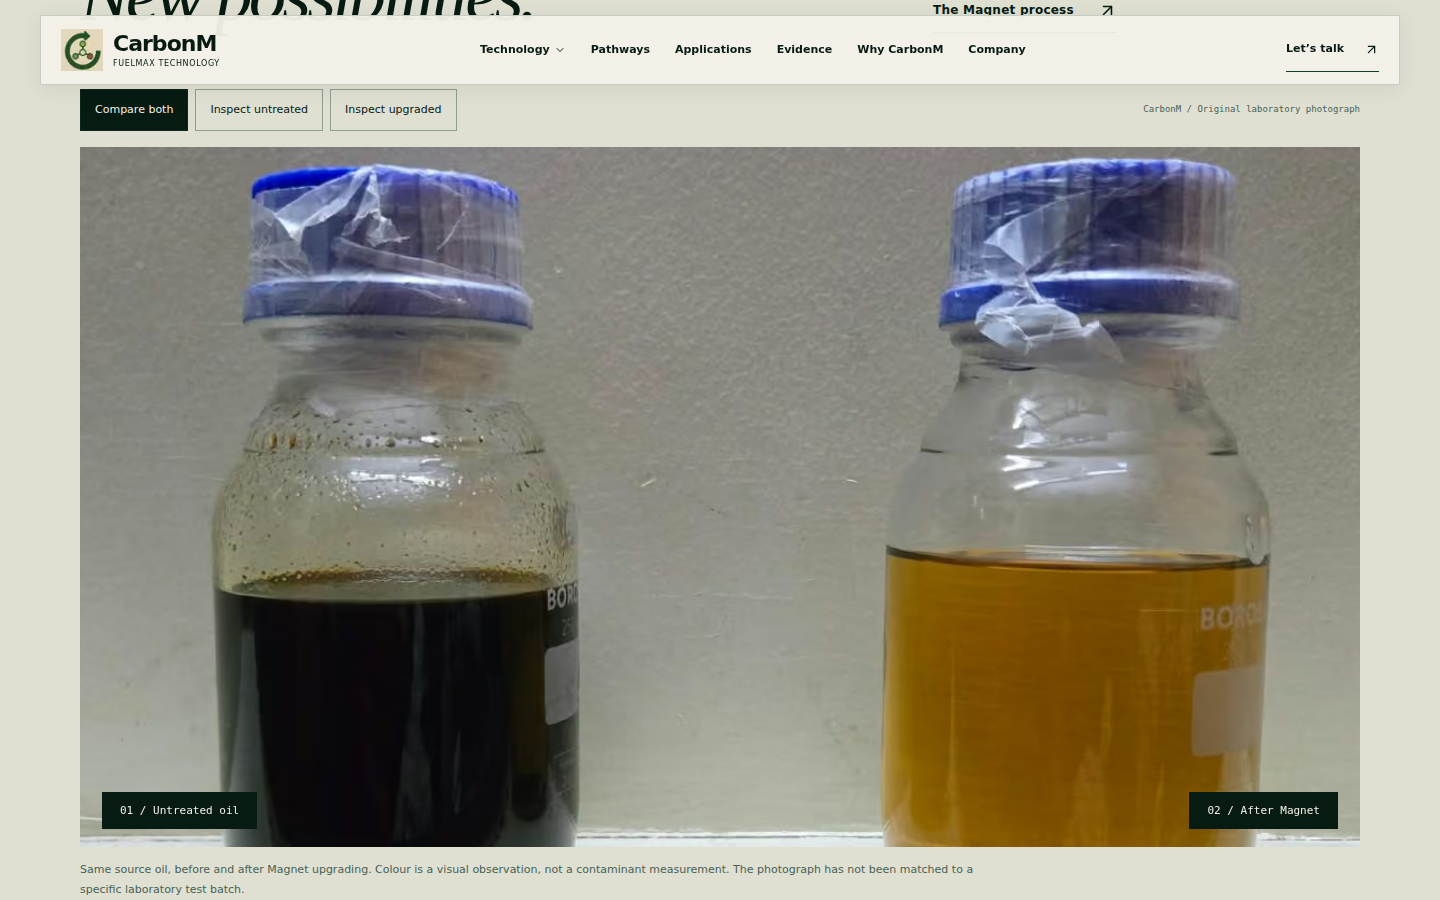 New possibilities.
The Magnet process
CarbonM
FUELMAX TECHNOLOGY
Technology
Pathways
Applications
Evidence
Why CarbonM
Company
Let’s talk
Compare both
Inspect untreated
Inspect upgraded
CarbonM / Original laboratory photograph
01 / Untreated oil
02 / After Magnet
Same source oil, before and after Magnet upgrading. Colour is a visual observation, not a contaminant measurement. The photograph has not been matched to a
specific laboratory test batch.